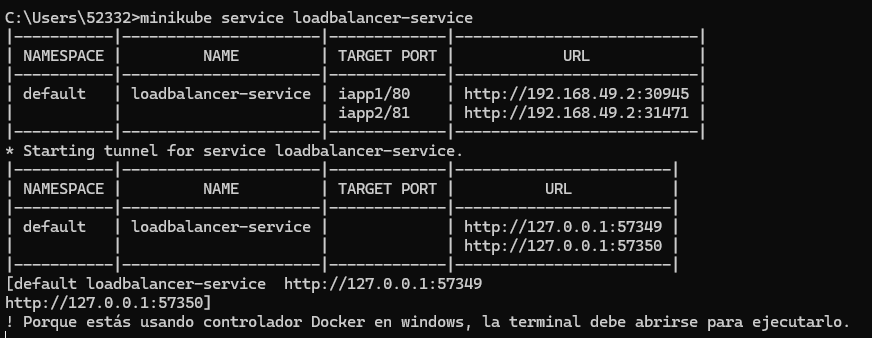 C:\Users\52332>minikube service loadbalancer-service
|-----------|----------------------|-------------|---------------------------|
| NAMESPACE |         NAME         | TARGET PORT |            URL            |
|-----------|----------------------|-------------|---------------------------|
| default   | loadbalancer-service | iapp1/80    | http://192.168.49.2:30945 |
|           |                      | iapp2/81    | http://192.168.49.2:31471 |
|-----------|----------------------|-------------|---------------------------|
* Starting tunnel for service loadbalancer-service.
|-----------|----------------------|-------------|------------------------|
| NAMESPACE |         NAME         | TARGET PORT |          URL           |
|-----------|----------------------|-------------|------------------------|
| default   | loadbalancer-service |             | http://127.0.0.1:57349 |
|           |                      |             | http://127.0.0.1:57350 |
|-----------|----------------------|-------------|------------------------|
[default loadbalancer-service  http://127.0.0.1:57349
http://127.0.0.1:57350]
! Porque estás usando controlador Docker en windows, la terminal debe abrirse para ejecutarlo.